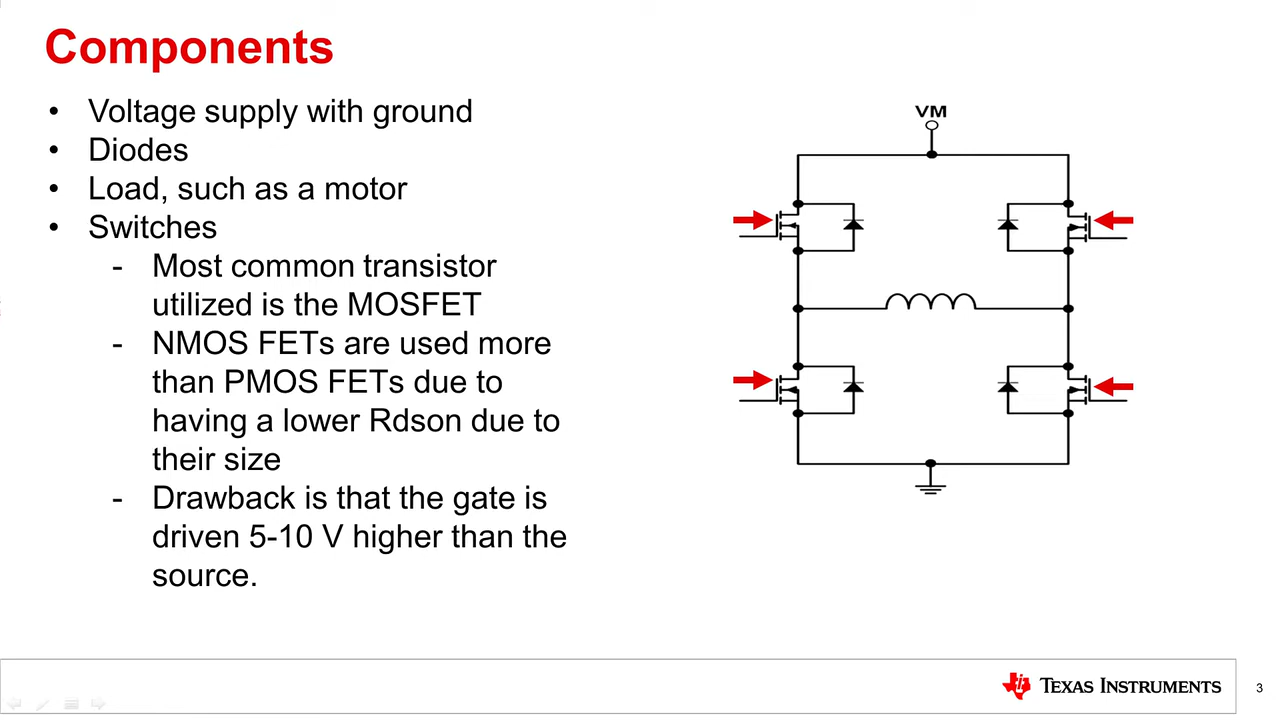 Components
• Voltage supply with ground
• Diodes
• Load, such as a motor
• Switches
- Most common transistor
utilized is the MOSFET
- NMOS FETs are used more
than PMOS FETs due to
having a lower Rdson due to
their size
- Drawback is that the gate is
driven 5-10 V higher than the
source.
VM
TEXAS INSTRUMENTS
3